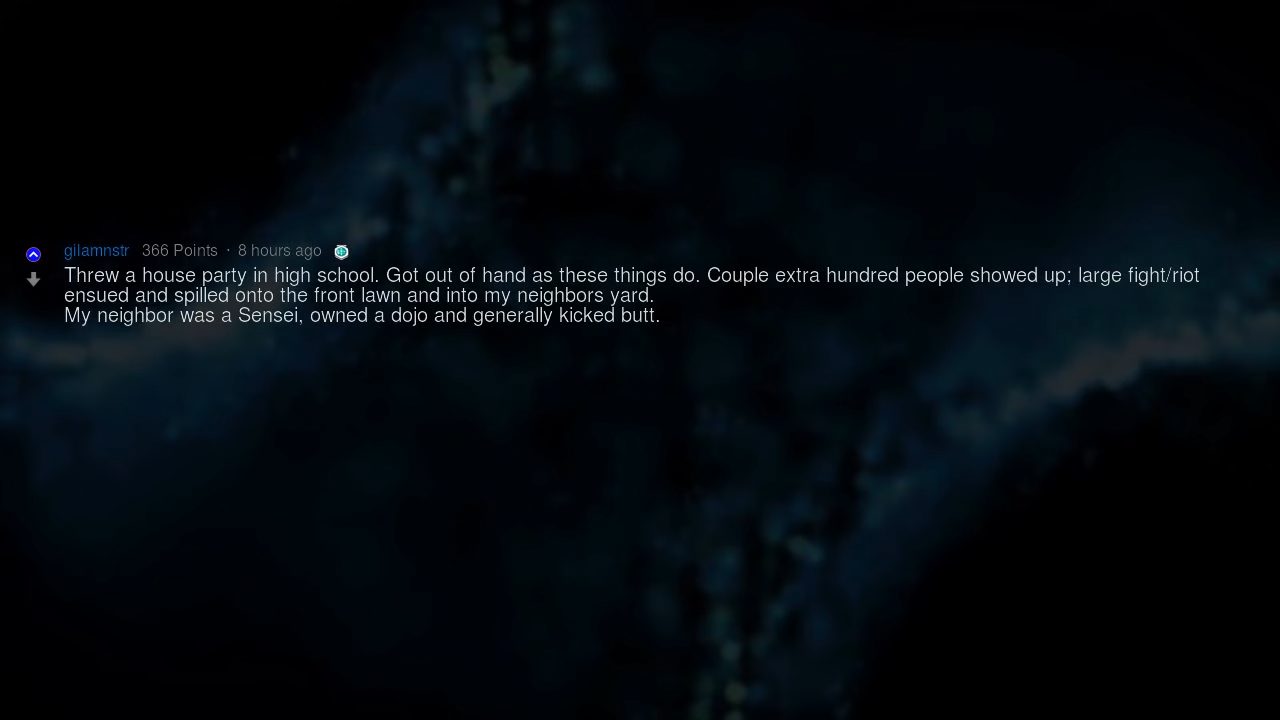 gilamnstr 366 Points · 8 hours ago
Threw a house party in high school. Got out of hand as these things do. Couple extra hundred people showed up; large fight/riot
ensued and spilled onto the front lawn and into my neighbors yard.
My neighbor was a Sensei, owned a dojo and generally kicked butt.